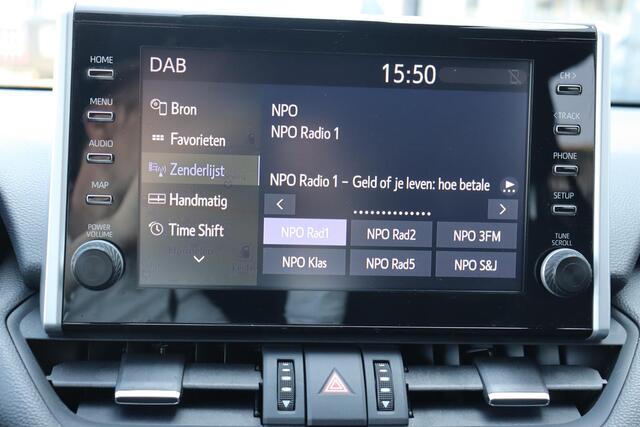 DAB 15:50
HOME
MENU
AUDIO
MAP
POWER
VOLUME
Bron
Favorieten
Zenderlijst
Handmatig
Time Shift
NPO
NPO Radio 1
NPO Radio 1 – Geld of je leven: hoe betale
NPO Rad1 NPO Rad2 NPO 3FM
NPO Klas NPO Rad5 NPO S&J
CH >
< TRACK
PHONE
SETUP
TUNE
SCROLL